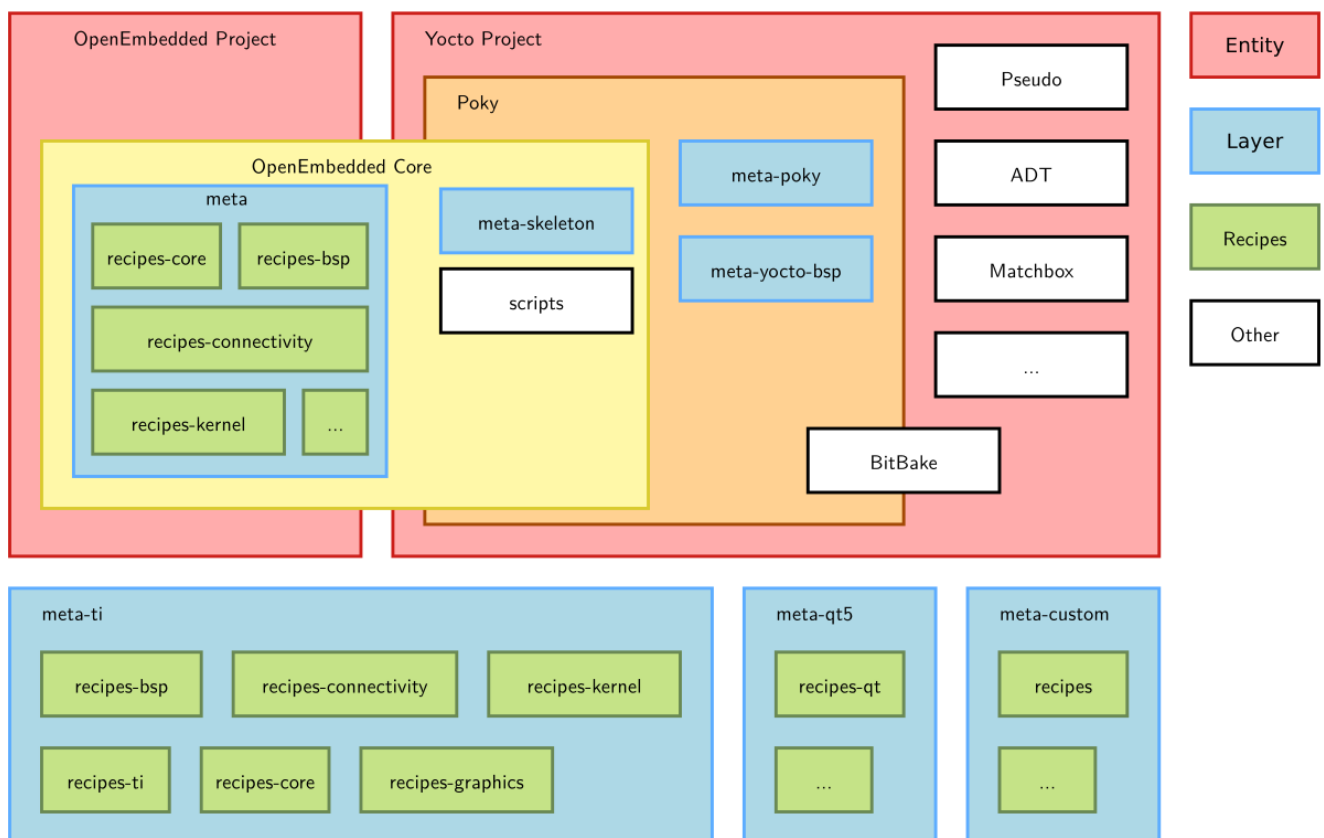 OpenEmbedded Project
Yocto Project
Entity
Pseudo
Poky
Layer
OpenEmbedded Core
meta-poky
ADT
meta
meta-skeleton
Recipes
recipes-core
recipes-bsp
meta-yocto-bsp
Matchbox
scripts
Other
recipes-connectivity
...
recipes-kernel
...
BitBake
meta-ti
meta-qt5
meta-custom
recipes-bsp
recipes-connectivity
recipes-kernel
recipes-qt
recipes
recipes-ti
recipes-core
recipes-graphics
...
...